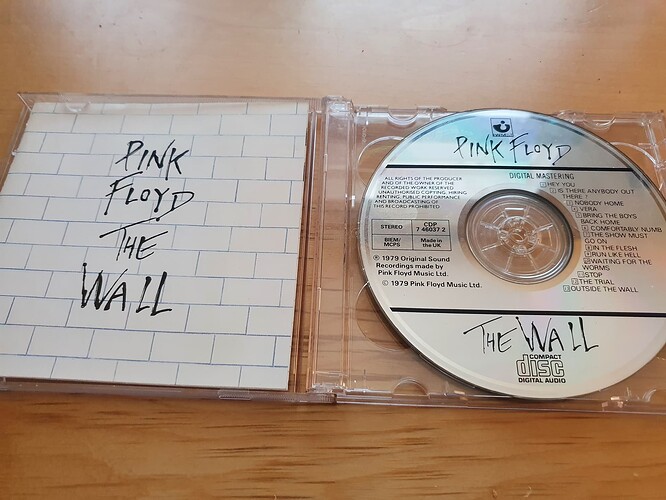 PINK
FLOYD
THE
WALL
PINK FLOYD
DIGITAL MASTERING
ALL RIGHTS OF THE PRODUCER
AND OF THE OWNER OF THE
RECORDED WORK RESERVED
UNAUTHORISED COPYING, HIRING
RENTING, PUBLIC PERFORMANCE
AND BROADCASTING OF
THIS RECORD PROHIBITED
STEREO
CDP
7 46037 2
BIEM/
MCPS
Made in
the UK
℗ 1979 Original Sound
Recordings made by
Pink Floyd Music Ltd.
© 1979 Pink Floyd Music Ltd.
HEY YOU
IS THERE ANYBODY OUT
THERE ?
NOBODY HOME
VERA
BRING THE BOYS
BACK HOME
COMFORTABLY NUMB
THE SHOW MUST
GO ON
IN THE FLESH
RUN LIKE HELL
WAITING FOR THE
WORMS
STOP
THE TRIAL
OUTSIDE THE WALL
THE WALL
COMPACT
disc
DIGITAL AUDIO